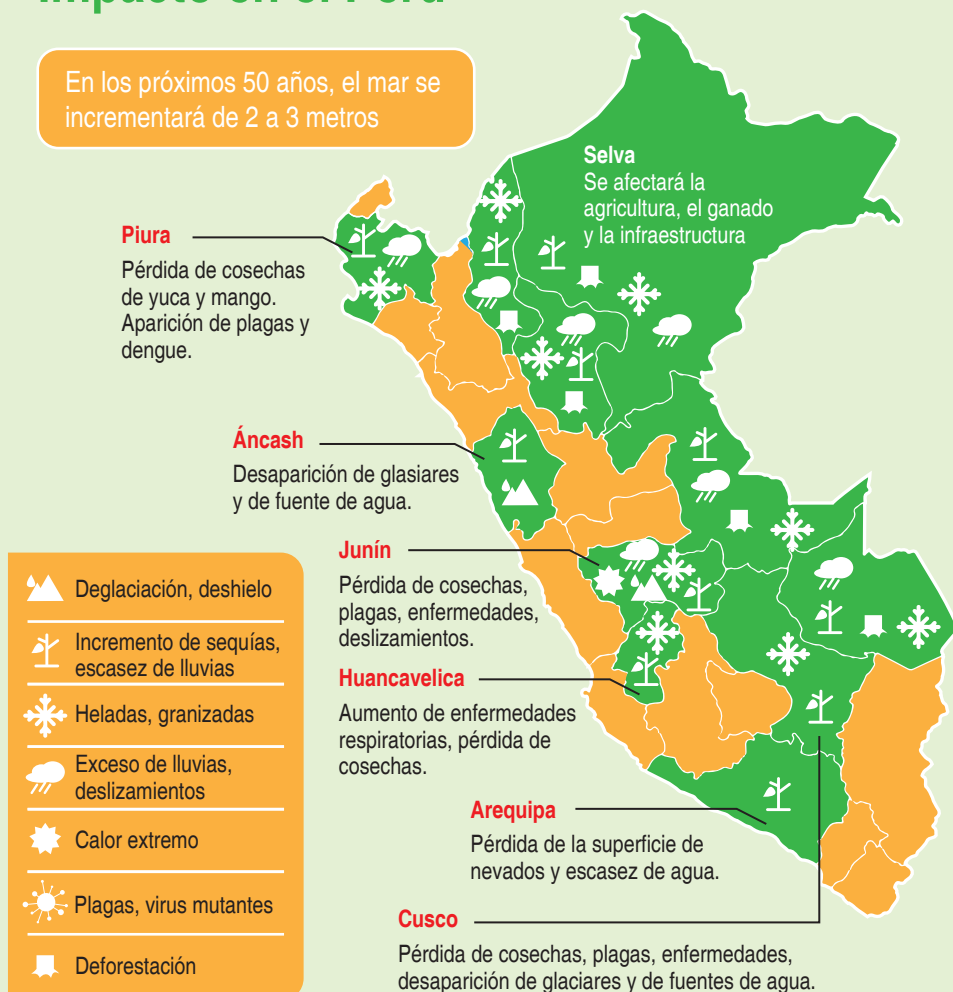 Impacto en el Perú
En los próximos 50 años, el mar se
incrementará de 2 a 3 metros
Selva
Se afectará la
agricultura, el ganado
y la infraestructura
Piura
Pérdida de cosechas
de yuca y mango.
Aparición de plagas y
dengue.
Áncash
Desaparición de glasiares
y de fuente de agua.
Junín
Pérdida de cosechas,
plagas, enfermedades,
deslizamientos.
Huancavelica
Aumento de enfermedades
respiratorias, pérdida de
cosechas.
Arequipa
Pérdida de la superficie de
nevados y escasez de agua.
Cusco
Pérdida de cosechas, plagas, enfermedades,
desaparición de glaciares y de fuentes de agua.
Deglaciación, deshielo
Incremento de sequías,
escasez de lluvias
Heladas, granizadas
Exceso de lluvias,
deslizamientos
Calor extremo
Plagas, virus mutantes
Deforestación